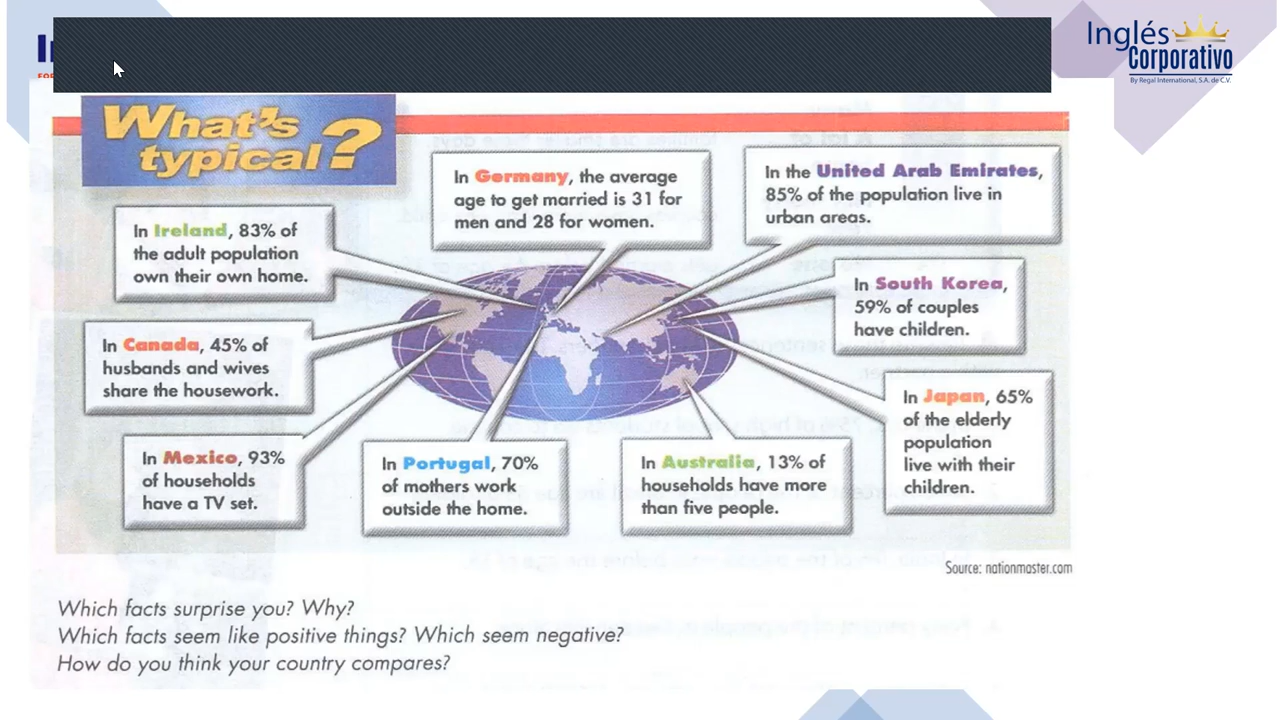 Inglés
Corporativo
By Regal International, S.A. de C.V.
What's
typical?
In Germany, the average
age to get married is 31 for
men and 28 for women.
In the United Arab Emirates,
85% of the population live in
urban areas.
In Ireland, 83% of
the adult population
own their own home.
In South Korea,
59% of couples
have children.
In Canada, 45% of
husbands and wives
share the housework.
In Japan, 65%
of the elderly
population
live with their
children.
In Mexico, 93%
of households
have a TV set.
In Portugal, 70%
of mothers work
outside the home.
In Australia, 13% of
households have more
than five people.
Source: nationmaster.com
Which facts surprise you? Why?
Which facts seem like positive things? Which seem negative?
How do you think your country compares?